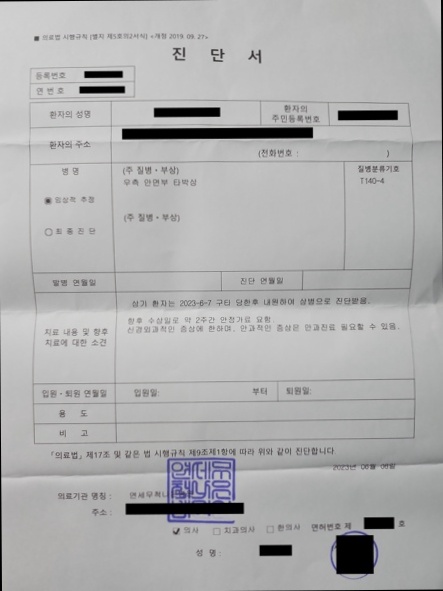 ■ 의료법 시행규칙 [별지 제5호의2서식] <개정 2019. 09. 27>
진 단 서
등록번호
연 번 호
환자의 성명
환자의
주민등록번호
환자의 주소
(전화번호 : )
병 명
(주 질병·부상)
우측 안면부 타박상
질병분류기호
T140-4
◉ 임상적 추정
(주 질병·부상)
○ 최 종 진 단
발병 연월일
진단 연월일
치료 내용 및 향후
치료에 대한 소견
상기 환자는 2023-6-7 구타 당한후 내원하여 상병으로 진단받음.
향후 수상일로 약 2주간 안정가료 요함.
신경외과적인 증상에 한하며, 안과적인 증상은 안과진료 필요할 수 있음.
입원·퇴원 연월일
입원일: 부터
퇴원일:
용 도
비 고
「의료법」 제17조 및 같은 법 시행규칙 제9조제1항에 따라 위와 같이 진단합니다.
2023년 06월 08일
의료기관 명칭 : 연세우척
주소 :
☑ 의사 □ 치과의사 □ 한의사 면허번호 제 호
성 명 :